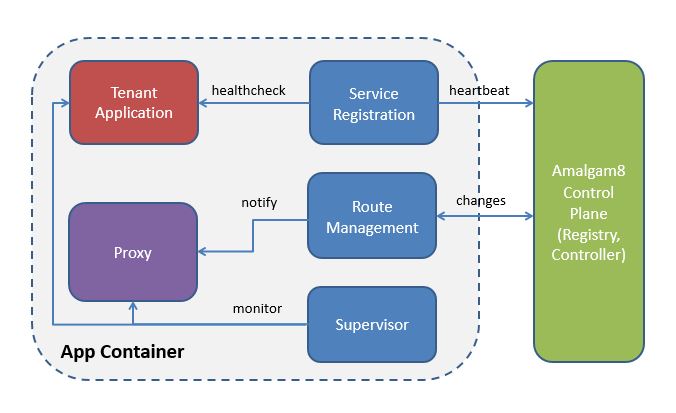 Tenant
Application
healthcheck
Service
Registration
heartbeat
Amalgam8
Control
Plane
(Registry,
Controller)
Proxy
notify
Route
Management
changes
monitor
Supervisor
App Container